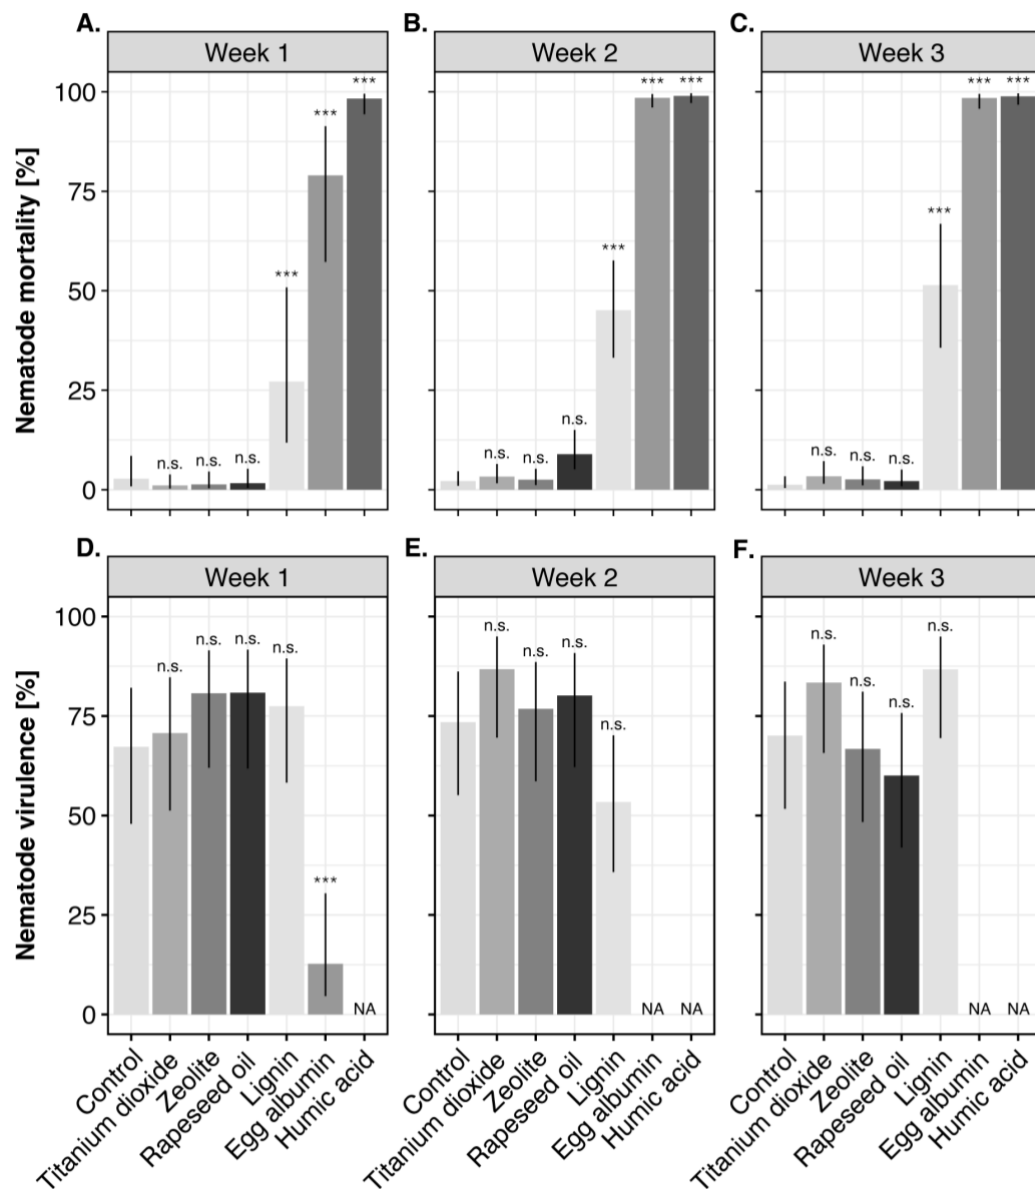 A.
Week 1
B.
Week 2
C.
Week 3
Nematode mortality [%]
100
75
50
25
0
n.s.
n.s.
n.s.
***
***
***
n.s.
n.s.
n.s.
***
***
***
n.s.
n.s.
n.s.
***
***
***
D.
Week 1
E.
Week 2
F.
Week 3
Nematode virulence [%]
100
75
50
25
0
n.s.
n.s.
n.s.
n.s.
***
NA
n.s.
n.s.
n.s.
n.s.
NA
NA
n.s.
n.s.
n.s.
n.s.
NA
NA
Control
Titanium dioxide
Zeolite
Rapeseed oil
Lignin
Egg albumin
Humic acid
Control
Titanium dioxide
Zeolite
Rapeseed oil
Lignin
Egg albumin
Humic acid
Control
Titanium dioxide
Zeolite
Rapeseed oil
Lignin
Egg albumin
Humic acid